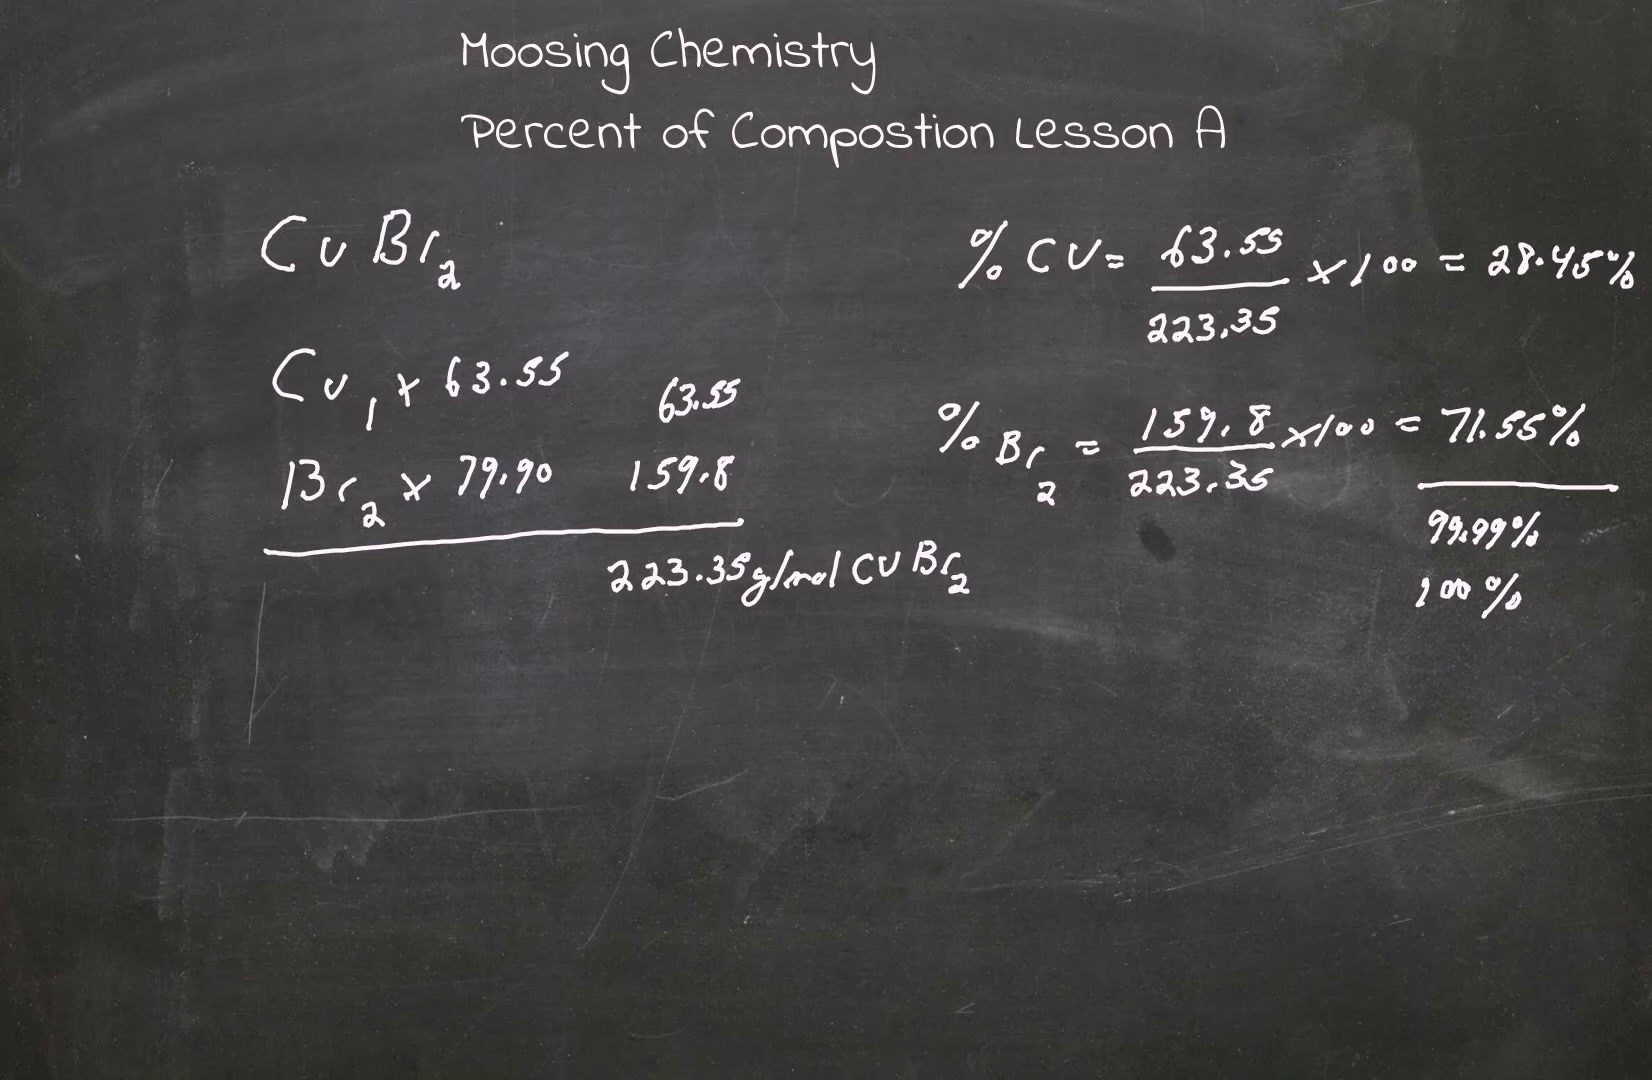 Moosing Chemistry
Percent of Compostion Lesson A
CuBr₂
Cu₁ x 63.55 63.55
Br₂ x 79.90 159.8
223.35g/mol CuBr₂
% Cu = 63.55 / 223.35 x 100 = 28.45%
% Br₂ = 159.8 / 223.35 x 100 = 71.55%
99.99%
100%